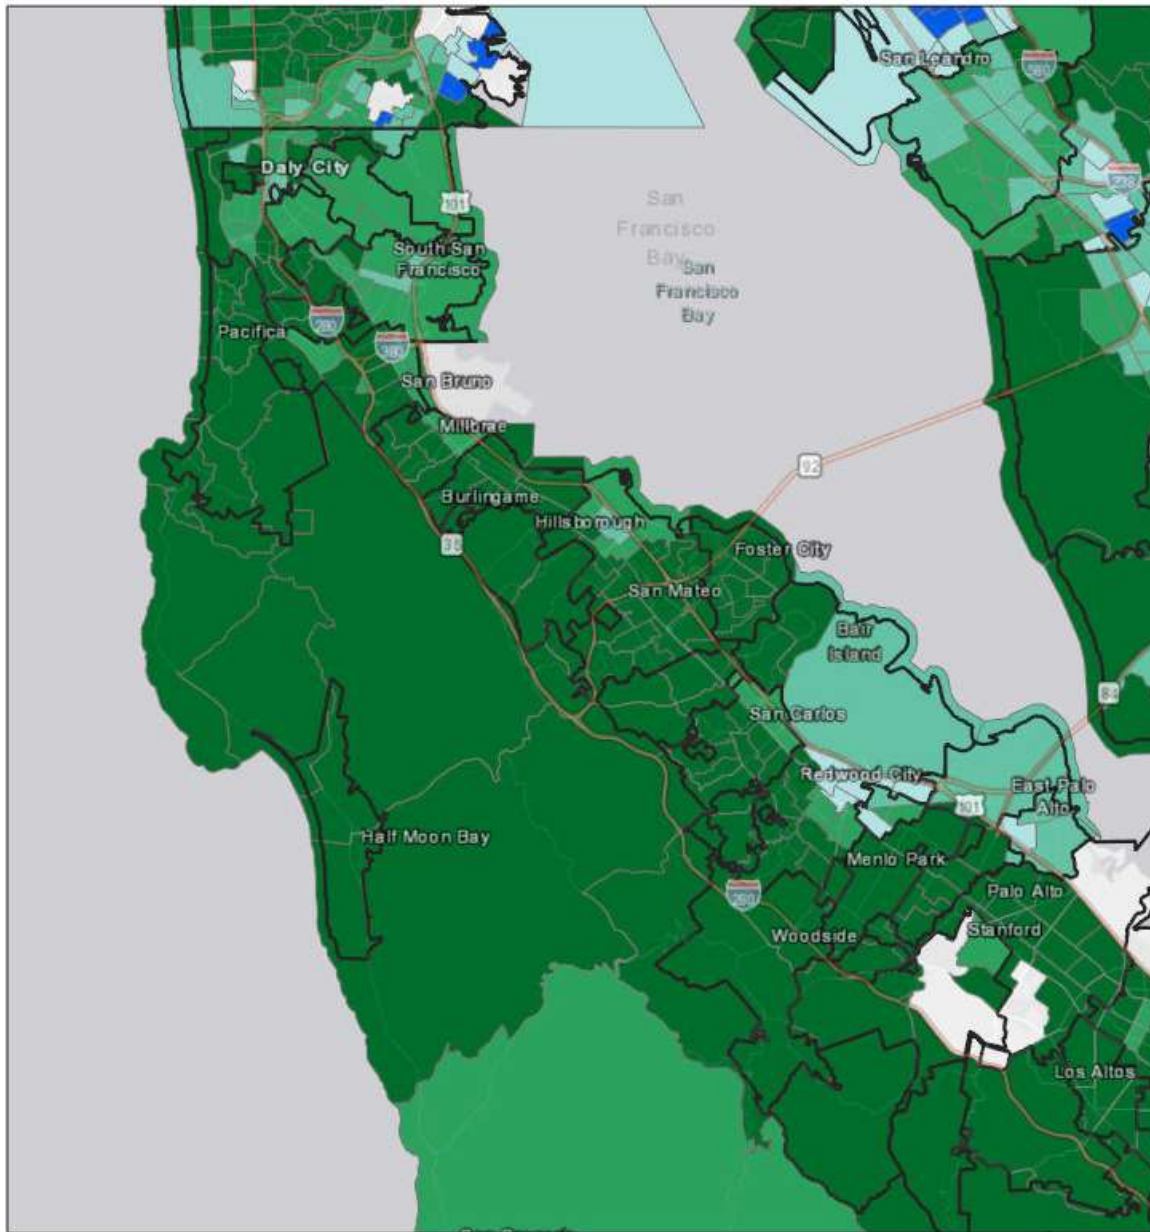 San Leandro
Daly City
101
San
Francisco
Bay
San
Francisco
Bay
South San
Francisco
280
Pacifica
380
San Bruno
Millbrae
92
Burlingame
Hillsborough
35
Foster City
San Mateo
Bair
Island
84
San Carlos
Redwood City
East Palo
Alto
101
Half Moon Bay
Menlo Park
280
Palo Alto
Stanford
Woodside
Los Altos